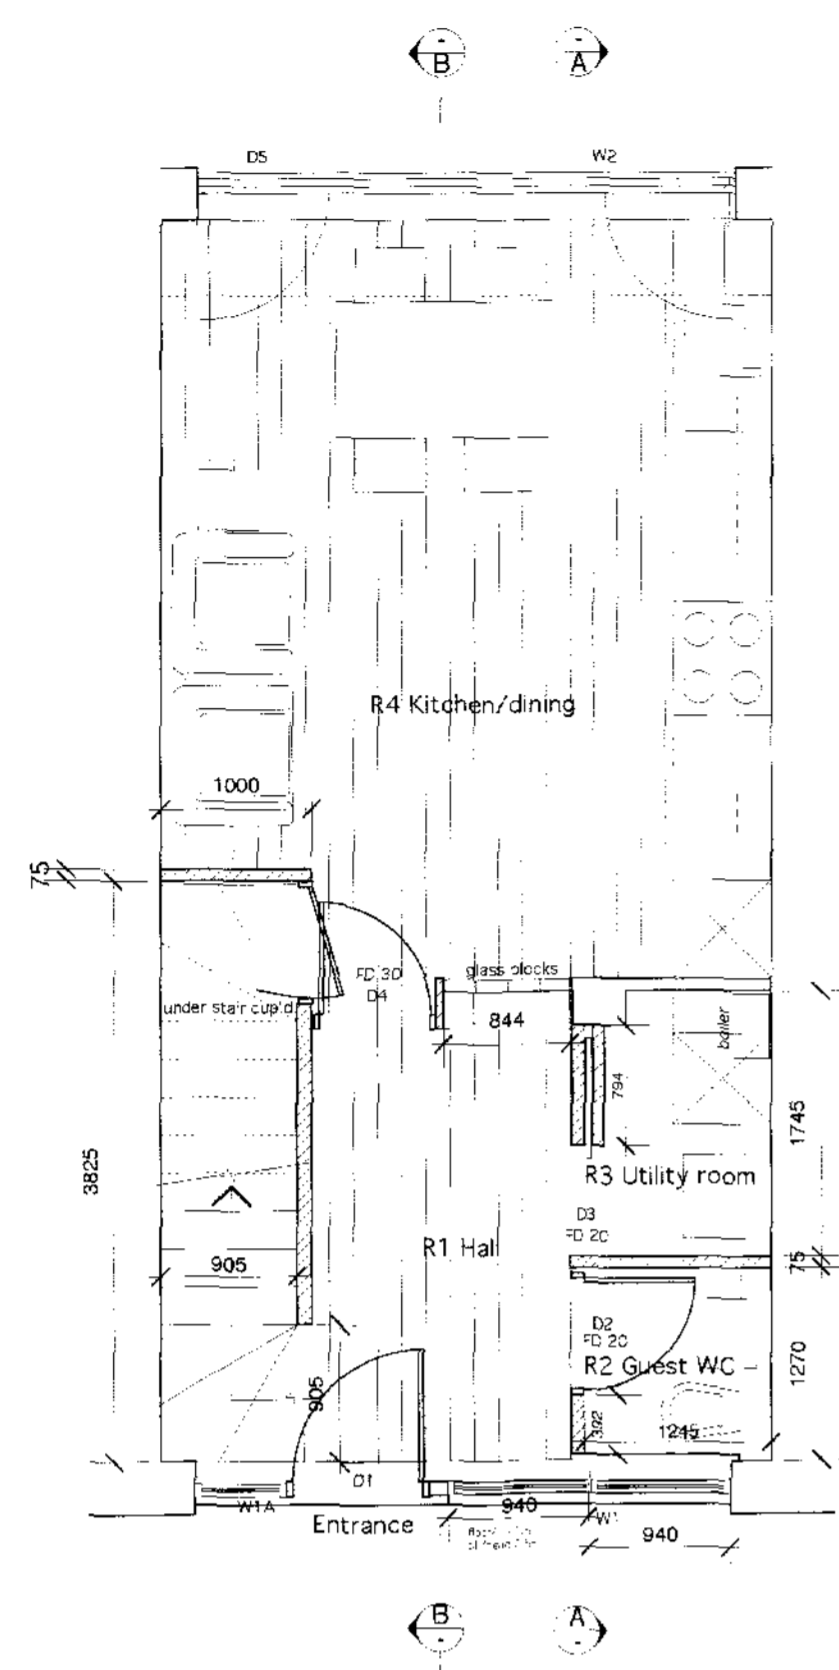 B
A
D5
W2
R4 Kitchen/dining
1000
75
FD 30
D4
glass blocks
under stair cup'd
844
boiler
794
1745
3825
R3 Utility room
D3
FD 20
R1 Hall
905
75
D2
FD 20
R2 Guest WC
1270
905
392
1245
D1
W1A
940
W1
Entrance
940
B
A